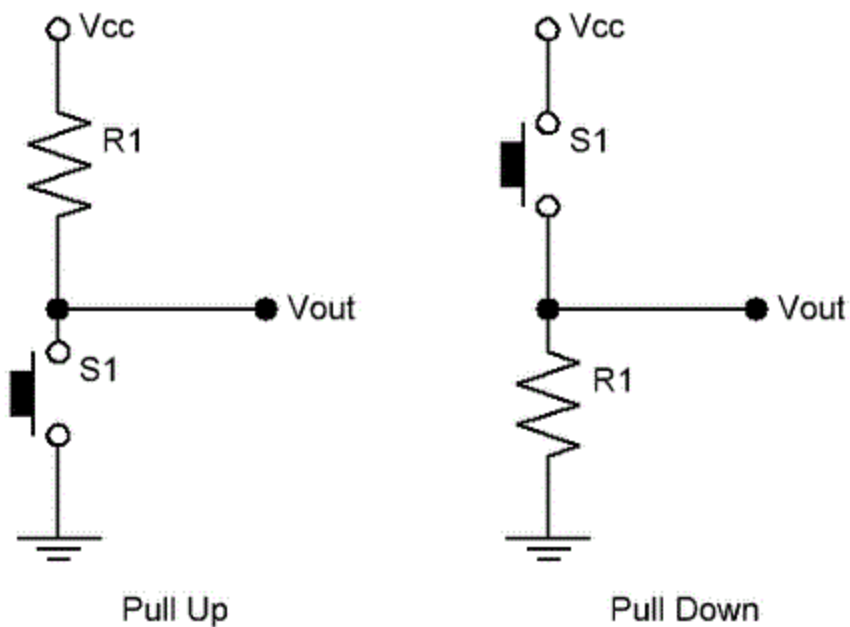 Vcc
R1
Vout
S1
Pull Up
Vcc
S1
Vout
R1
Pull Down